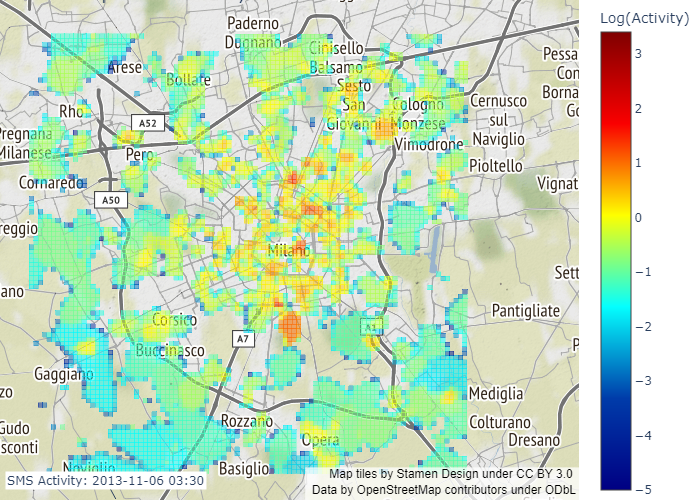 Log(Activity)
3
2
1
0
−1
−2
−3
−4
−5
Paderno
Dugnano
Cinisello
Balsamo
Arese
Bollate
Sesto
San
Giovanni
Cologno
Monzese
Pessa
Borna
Rho
A52
Cernusco
sul
Naviglio
Pregnana
Milanese
Pero
Vimodrone
Pioltello
Cornaredo
Vignat
A50
reggio
Milano
Sett
ano
Pantigliate
Corsico
A1
A7
Buccinasco
Gaggiano
Mediglia
Rozzano
Colturano
Gudo
sconti
Opera
Dresano
Noviglio
Basiglio
SMS Activity: 2013-11-06 03:30
Map tiles by Stamen Design under CC BY 3.0
Data by OpenStreetMap contributors under ODbL